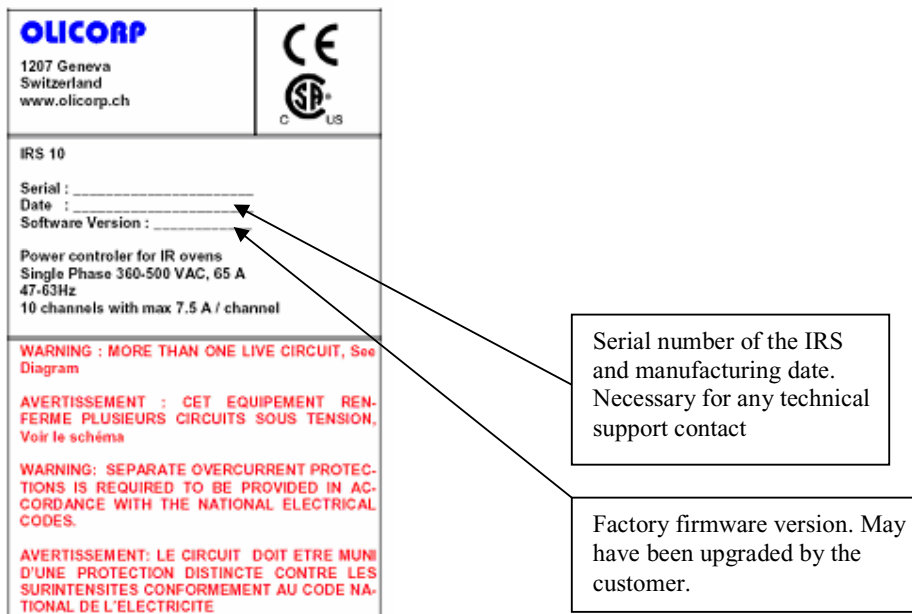 OLICORP
1207 Geneva
Switzerland
www.olicorp.ch
CE
CSA®
C US
IRS 10
Serial : ______________________
Date : ______________________
Software Version : ____________
Power controler for IR ovens
Single Phase 360-500 VAC, 65 A
47-63Hz
10 channels with max 7.5 A / channel
WARNING : MORE THAN ONE LIVE CIRCUIT, See
Diagram
AVERTISSEMENT : CET EQUIPEMENT REN-
FERME PLUSIEURS CIRCUITS SOUS TENSION,
Voir le schéma
WARNING: SEPARATE OVERCURRENT PROTEC-
TIONS IS REQUIRED TO BE PROVIDED IN AC-
CORDANCE WITH THE NATIONAL ELECTRICAL
CODES.
AVERTISSEMENT: LE CIRCUIT DOIT ETRE MUNI
D'UNE PROTECTION DISTINCTE CONTRE LES
SURINTENSITES CONFORMEMENT AU CODE NA-
TIONAL DE L'ELECTRICITE
Serial number of the IRS
and manufacturing date.
Necessary for any technical
support contact
Factory firmware version. May
have been upgraded by the
customer.